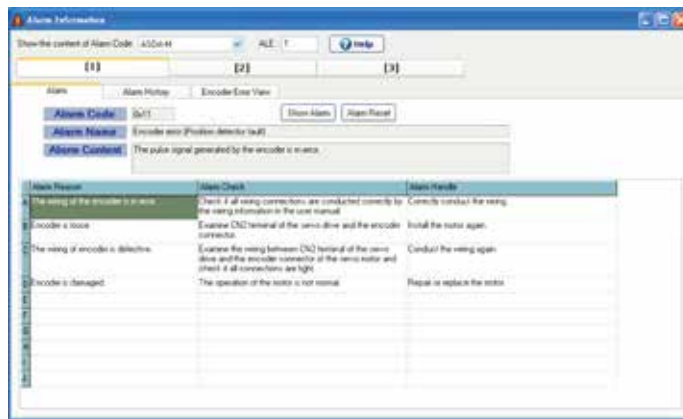 Alarm Information
Show the content of Alarm Code: ASDA-M ALE 1 Help
[1] [2] [3]
Alarm Alarm History Encoder Error View
Alarm Code 0x11 Show Alarm Alarm Reset
Alarm Name Encoder error (Position detector fault)
Alarm Content The pulse signal generated by the encoder is in error.
Alarm Reason Alarm Check Alarm Handle
A The wiring of the encoder is in error. Check if all wiring connections are conducted correctly by Correctly conduct the wiring.
the wiring information in the user manual.
B Encoder is loose Examine CN2 terminal of the servo drive and the encoder Install the motor again.
connector.
C The wiring of encoder is defective. Examine the wiring between CN2 terminal of the servo Conduct the wiring again.
drive and the encoder connector of the servo motor and
check if all connections are tight.
D Encoder is damaged. The operation of the motor is not normal. Repair or replace the motor.
E
F
G
H